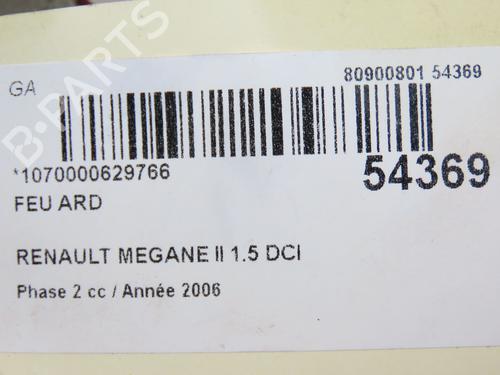 GA
80900801 54369
*1070000629766
54369
FEU ARD
RENAULT MEGANE II 1.5 DCI
Phase 2 cc / Année 2006
B-PARTS